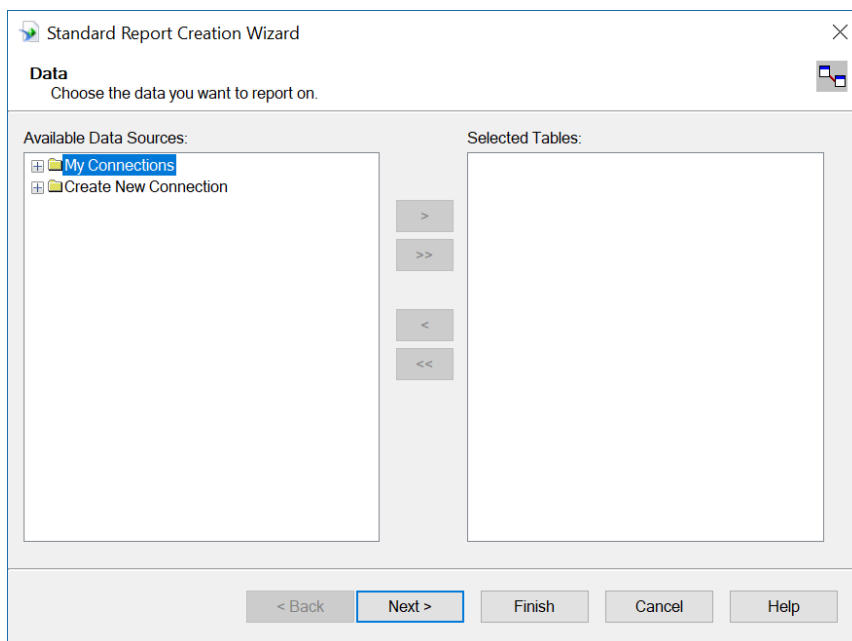 Standard Report Creation Wizard
Data
Choose the data you want to report on.
Available Data Sources:
Selected Tables:
My Connections
Create New Connection
>
>>
<
<<
< Back
Next >
Finish
Cancel
Help